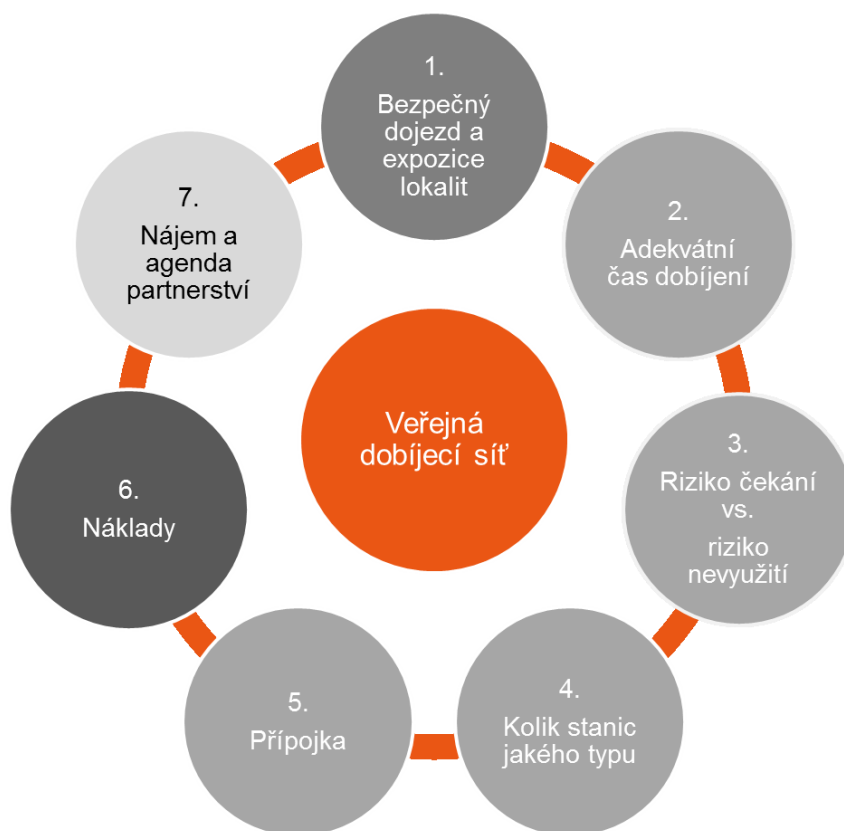 1.
Bezpečný
dojezd a
expozice
lokalit
2.
Adekvátní
čas dobíjení
3.
Riziko čekání
vs.
riziko
nevyužití
4.
Kolik stanic
jakého typu
5.
Přípojka
6.
Náklady
7.
Nájem a
agenda
partnerství
Veřejná
dobíjecí síť